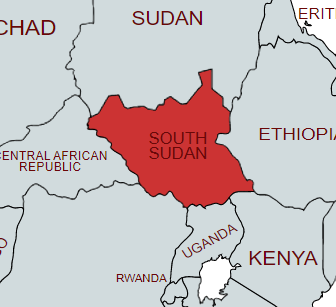 SUDAN
CHAD
ERIT
SOUTH
SUDAN
ETHIOPIA
CENTRAL AFRICAN
REPUBLIC
UGANDA
KENYA
RWANDA
O